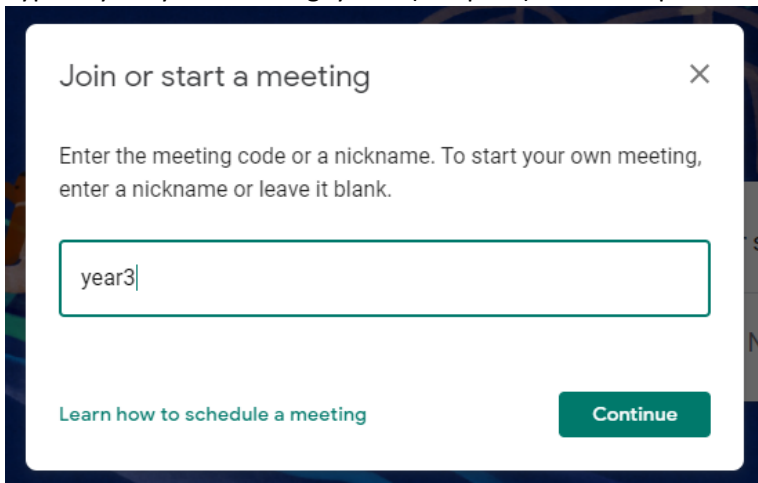 Join or start a meeting
Enter the meeting code or a nickname. To start your own meeting,
enter a nickname or leave it blank.
year3
Learn how to schedule a meeting
Continue